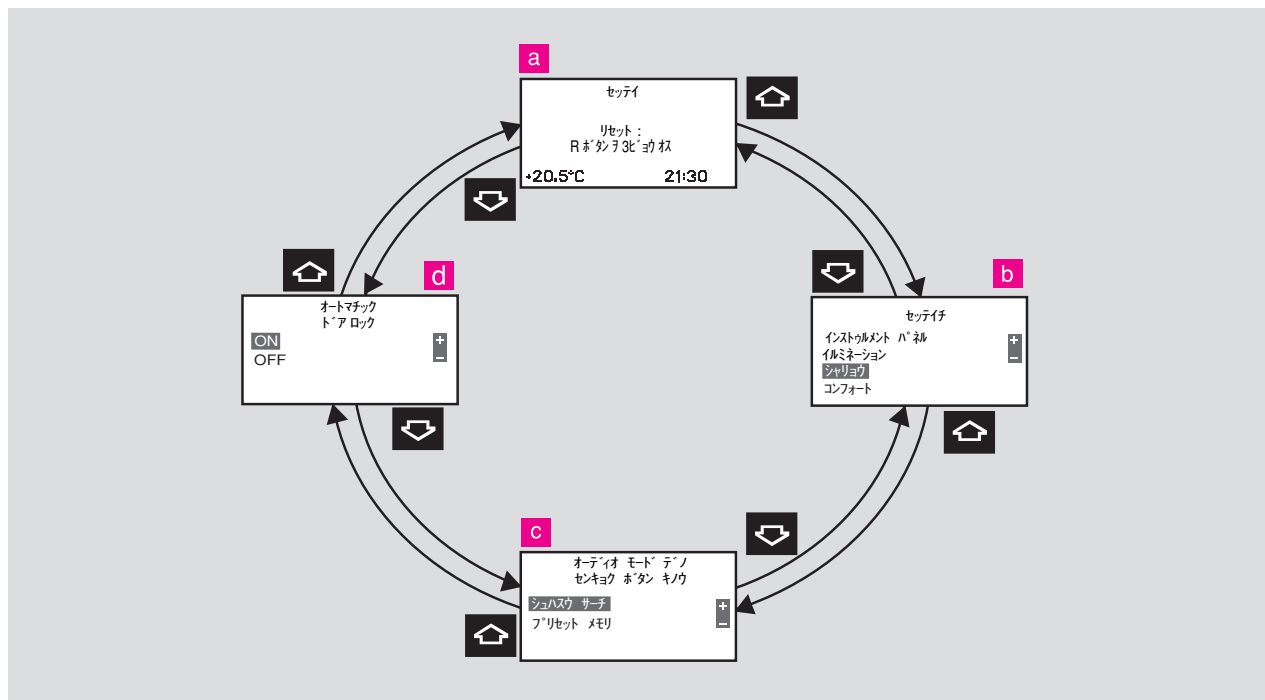 a
セッテイ
リセット :
R ボタン ヲ 3ビョウ オス
+20.5°C 21:30
d
オートマチック
ドア ロック
ON
OFF
+
−
b
セッテイチ
インストゥルメント パネル
イルミネーション
シャリョウ
コンフォート
+
−
c
オーディオ モード デノ
センキョク ボタン キノウ
シュハスウ サーチ
プリセット メモリ
+
−